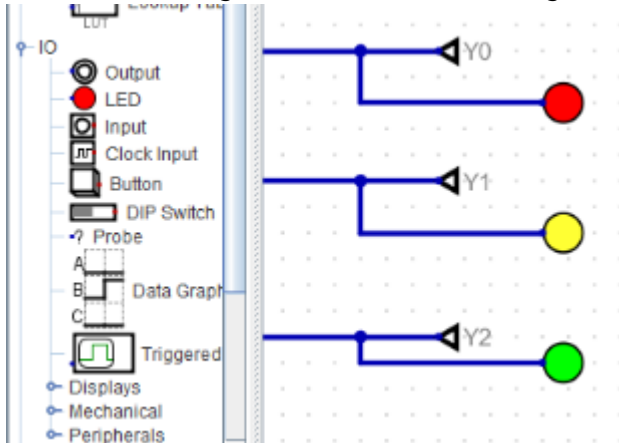 LUT
IO
Output
LED
Input
Clock Input
Button
DIP Switch
? Probe
A
B
C
Data Graph
Triggered
Displays
Mechanical
Peripherals
Y0
Y1
Y2